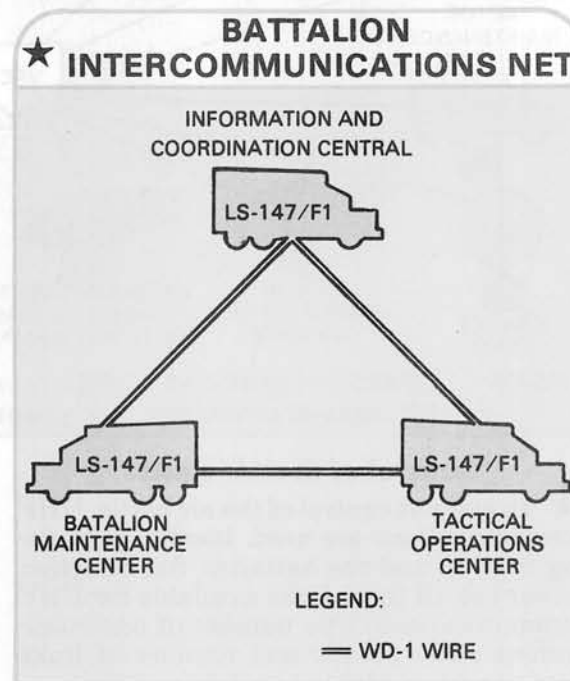 BATTALION
INTERCOMMUNICATIONS NET
INFORMATION AND
COORDINATION CENTRAL
LS-147/F1
LS-147/F1
LS-147/F1
BATALION
MAINTENANCE
CENTER
TACTICAL
OPERATIONS
CENTER
LEGEND:
WD-1 WIRE